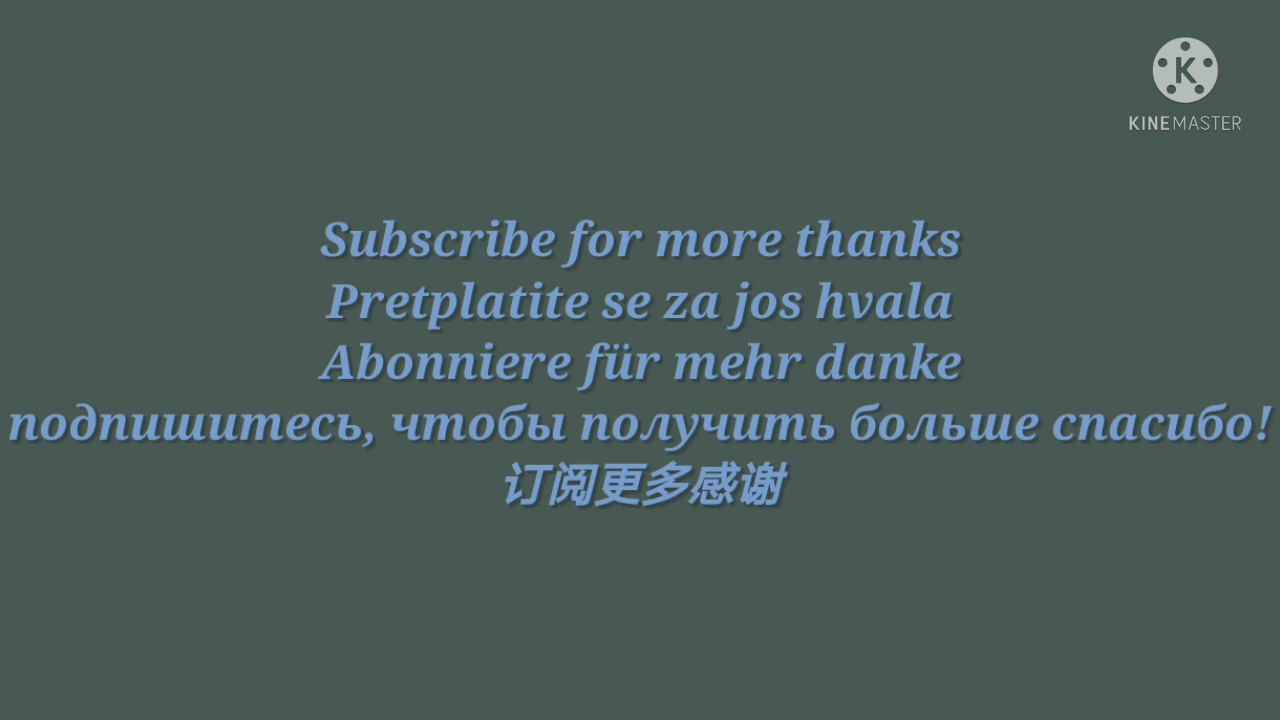 K
KINEMASTER
Subscribe for more thanks
Pretplatite se za jos hvala
Abonniere für mehr danke
подпишитесь, чтобы получить больше спасибо!
订阅更多感谢